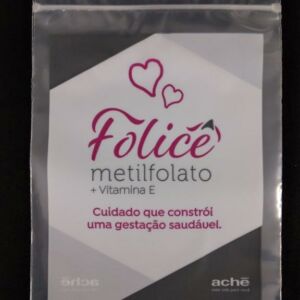 Folicê
metilfolato
+ Vitamina E
Cuidado que constrói
uma gestação saudável.
aché
aché